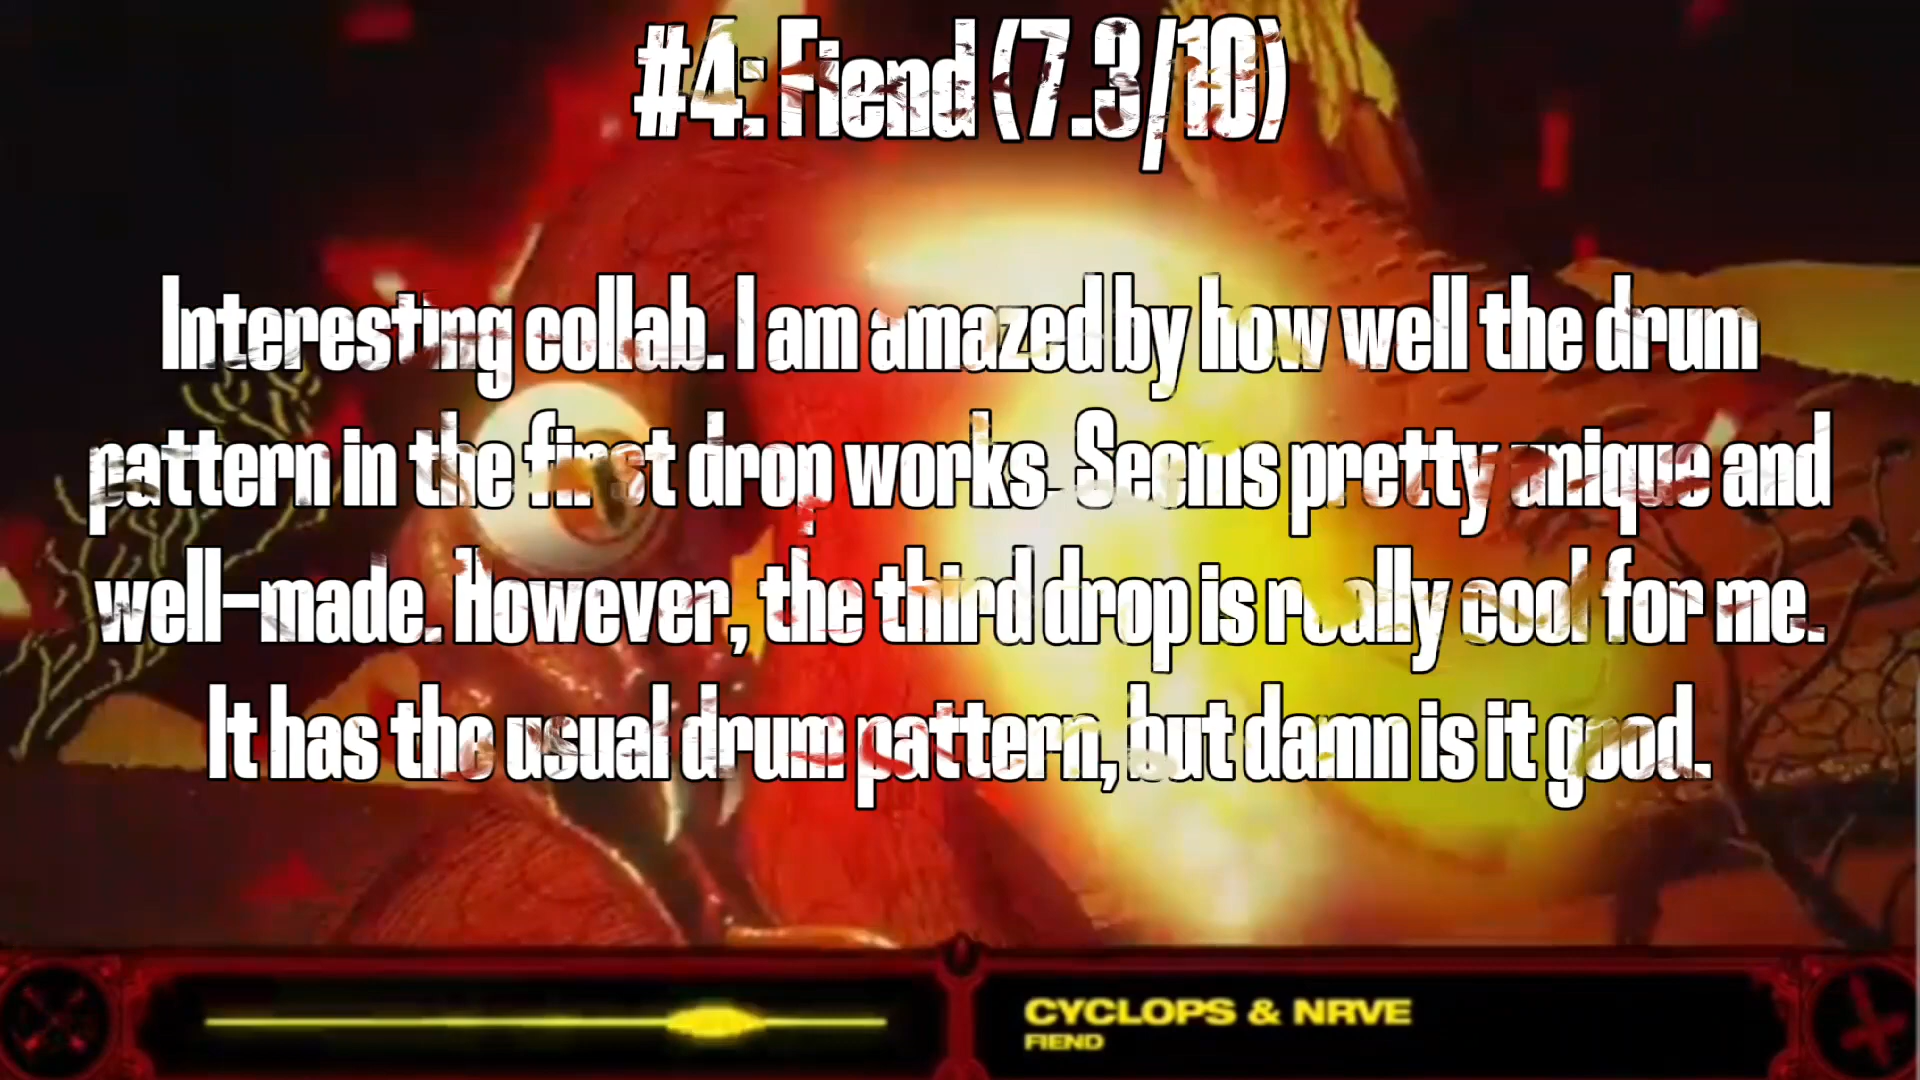 #4: Fiend (7.3/10)
Interesting collab. I am amazed by how well the drum
pattern in the first drop works. Seems pretty unique and
well-made. However, the third drop is really cool for me.
It has the usual drum pattern, but damn is it good.
CYCLOPS & NRVE
FIEND